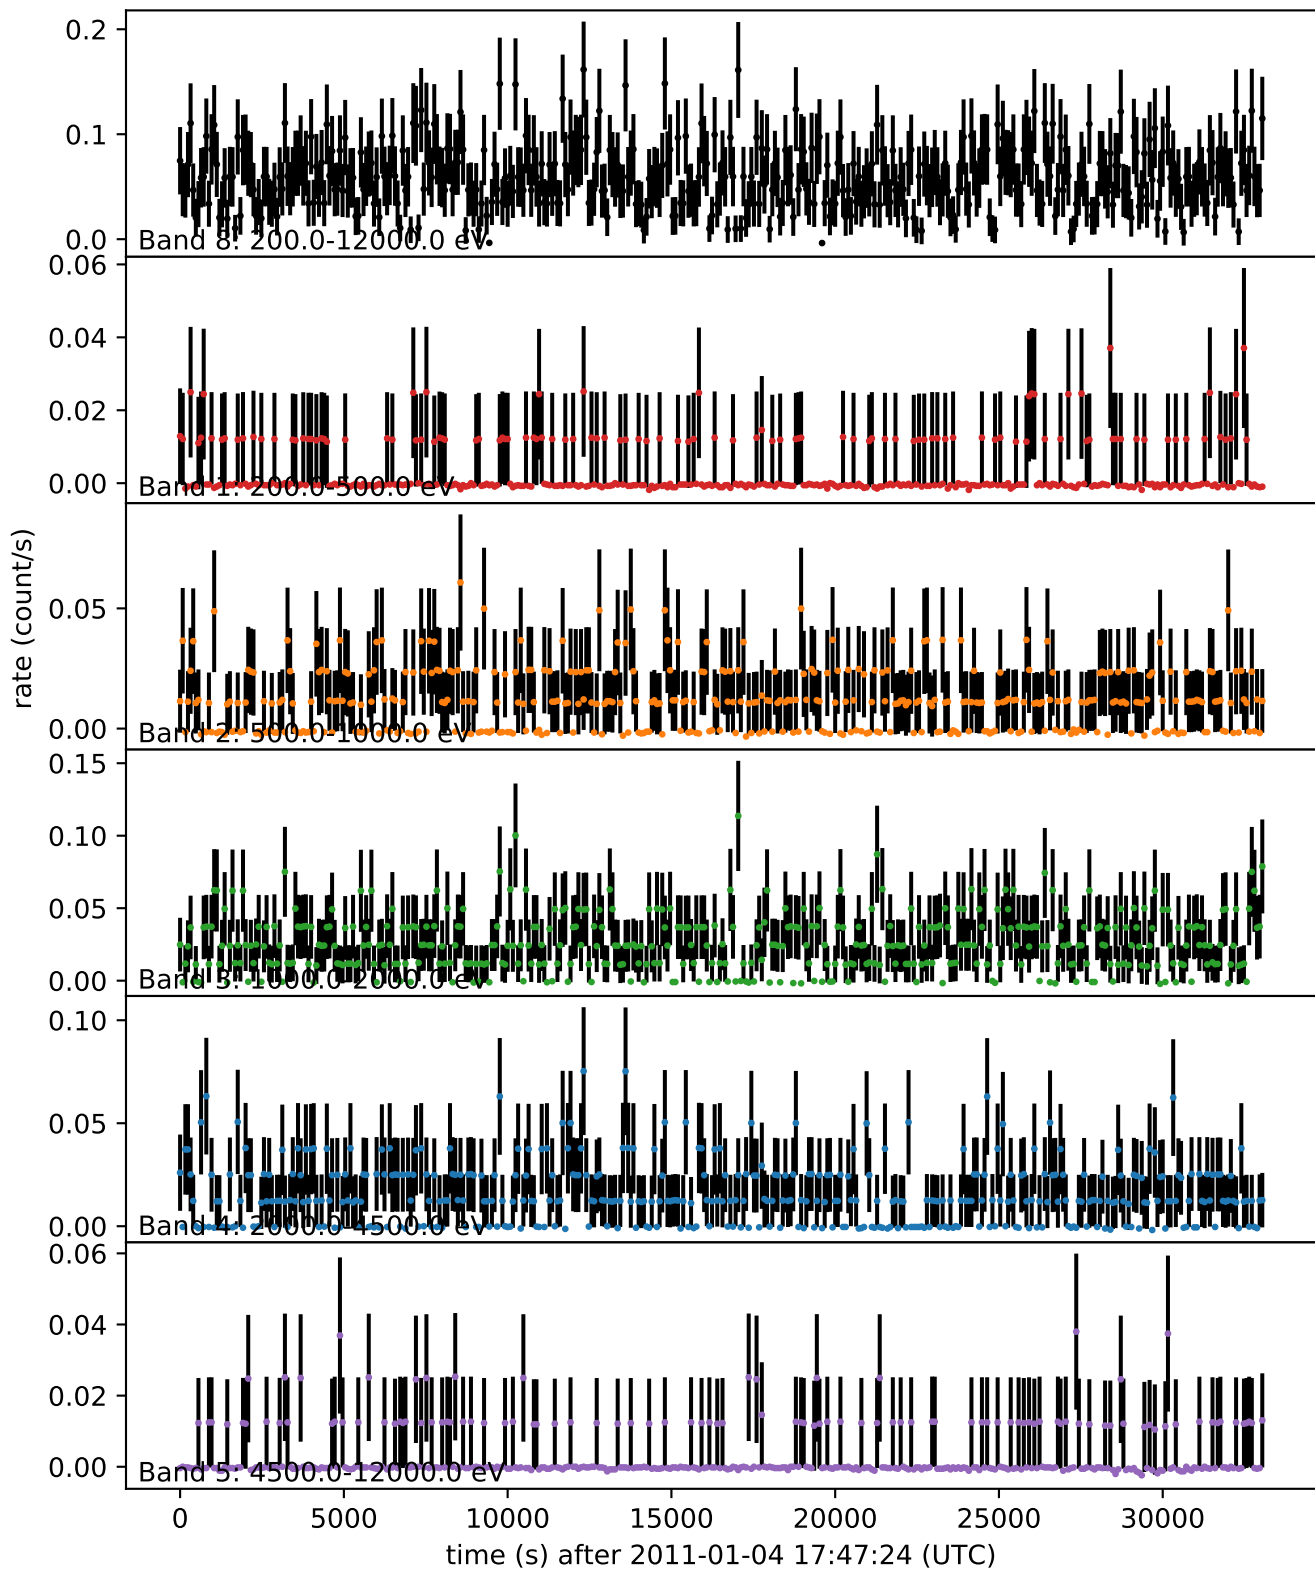 0.2
0.1
0.0
Band 8: 200.0-12000.0 eV
0.06
0.04
0.02
0.00
Band 1: 200.0-500.0 eV
0.05
0.00
Band 2: 500.0-1000.0 eV
rate (count/s)
0.15
0.10
0.05
0.00
Band 3: 1000.0-2000.0 eV
0.10
0.05
0.00
Band 4: 2000.0-4500.0 eV
0.06
0.04
0.02
0.00
Band 5: 4500.0-12000.0 eV
0 5000 10000 15000 20000 25000 30000
time (s) after 2011-01-04 17:47:24 (UTC)